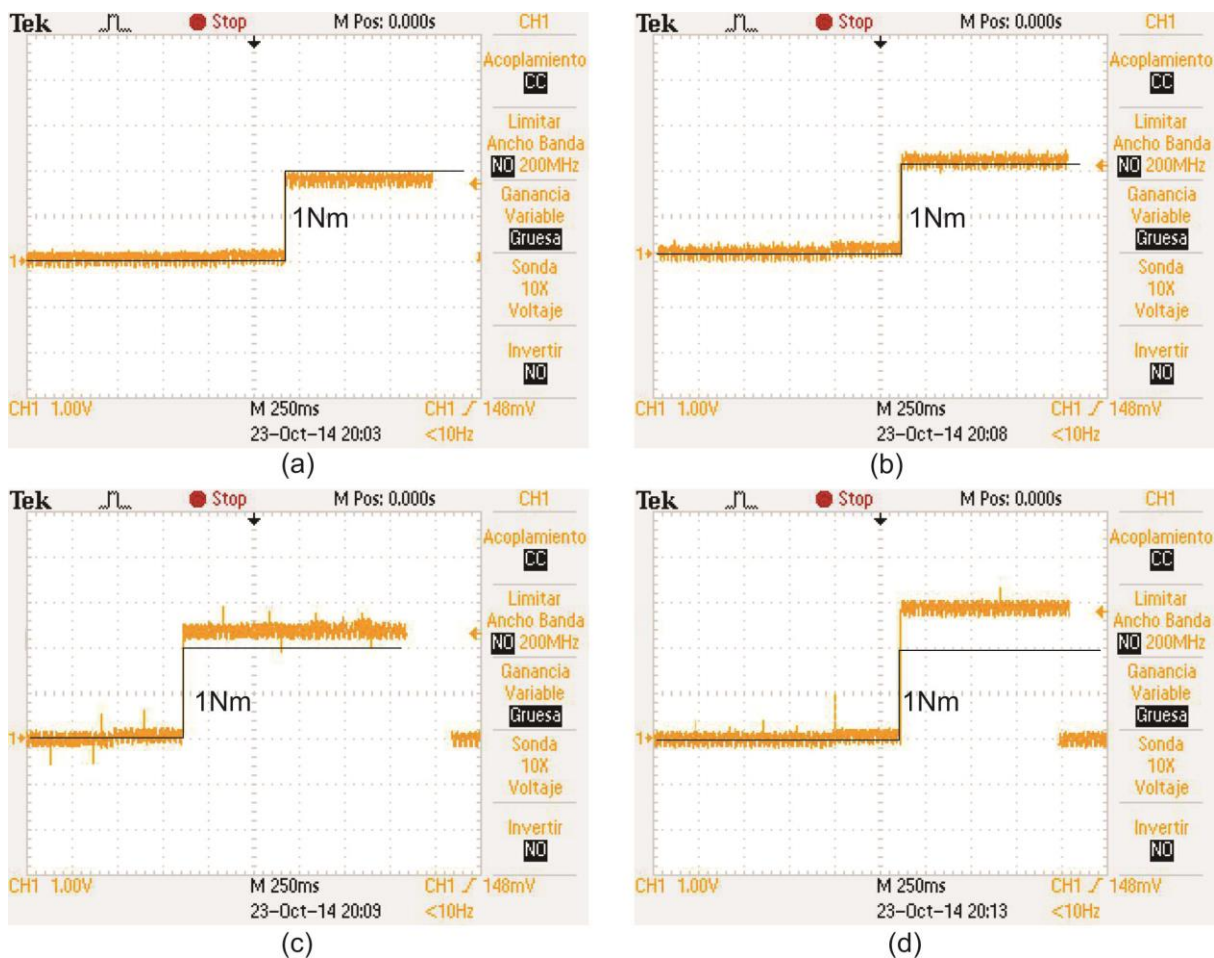 Tek Stop M Pos: 0.000s CH1
Acoplamiento
CC
Limitar
Ancho Banda
NO 200MHz
Ganancia
Variable
Gruesa
Sonda
10X
Voltaje
Invertir
NO
1Nm
1
CH1 1.00V M 250ms CH1 148mV
23-Oct-14 20:03 <10Hz
(a)
Tek Stop M Pos: 0.000s CH1
Acoplamiento
CC
Limitar
Ancho Banda
NO 200MHz
Ganancia
Variable
Gruesa
Sonda
10X
Voltaje
Invertir
NO
1Nm
1
CH1 1.00V M 250ms CH1 148mV
23-Oct-14 20:08 <10Hz
(b)
Tek Stop M Pos: 0.000s CH1
Acoplamiento
CC
Limitar
Ancho Banda
NO 200MHz
Ganancia
Variable
Gruesa
Sonda
10X
Voltaje
Invertir
NO
1Nm
1
CH1 1.00V M 250ms CH1 148mV
23-Oct-14 20:09 <10Hz
(c)
Tek Stop M Pos: 0.000s CH1
Acoplamiento
CC
Limitar
Ancho Banda
NO 200MHz
Ganancia
Variable
Gruesa
Sonda
10X
Voltaje
Invertir
NO
1Nm
1
CH1 1.00V M 250ms CH1 148mV
23-Oct-14 20:13 <10Hz
(d)